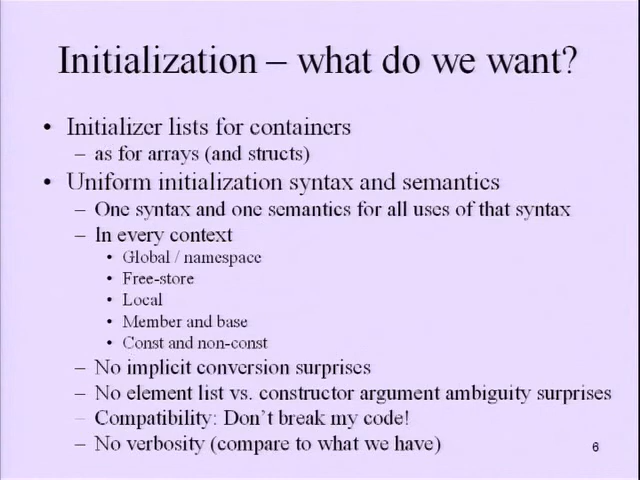 Initialization – what do we want?
• Initializer lists for containers
– as for arrays (and structs)
• Uniform initialization syntax and semantics
– One syntax and one semantics for all uses of that syntax
– In every context
• Global / namespace
• Free-store
• Local
• Member and base
• Const and non-const
– No implicit conversion surprises
– No element list vs. constructor argument ambiguity surprises
– Compatibility: Don't break my code!
– No verbosity (compare to what we have)
6